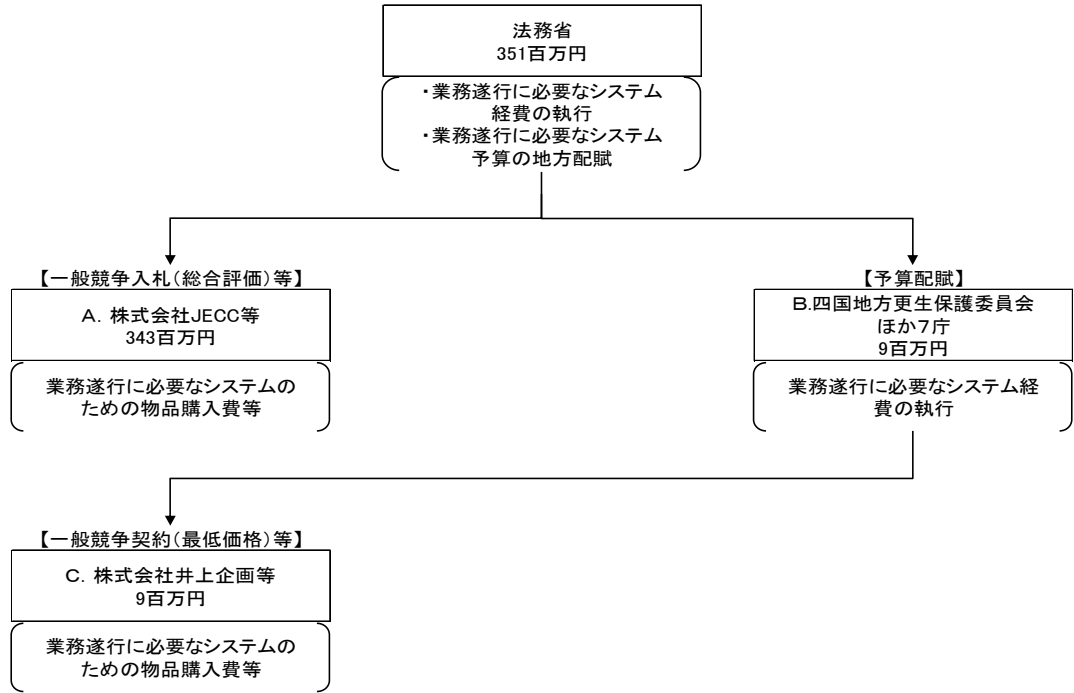 法務省
351百万円
・業務遂行に必要なシステム
経費の執行
・業務遂行に必要なシステム
予算の地方配賦
【一般競争入札(総合評価)等】
A. 株式会社JECC等
343百万円
業務遂行に必要なシステムの
ための物品購入費等
【予算配賦】
B.四国地方更生保護委員会
ほか7庁
9百万円
業務遂行に必要なシステム経
費の執行
【一般競争契約(最低価格)等】
C. 株式会社井上企画等
9百万円
業務遂行に必要なシステムの
ための物品購入費等